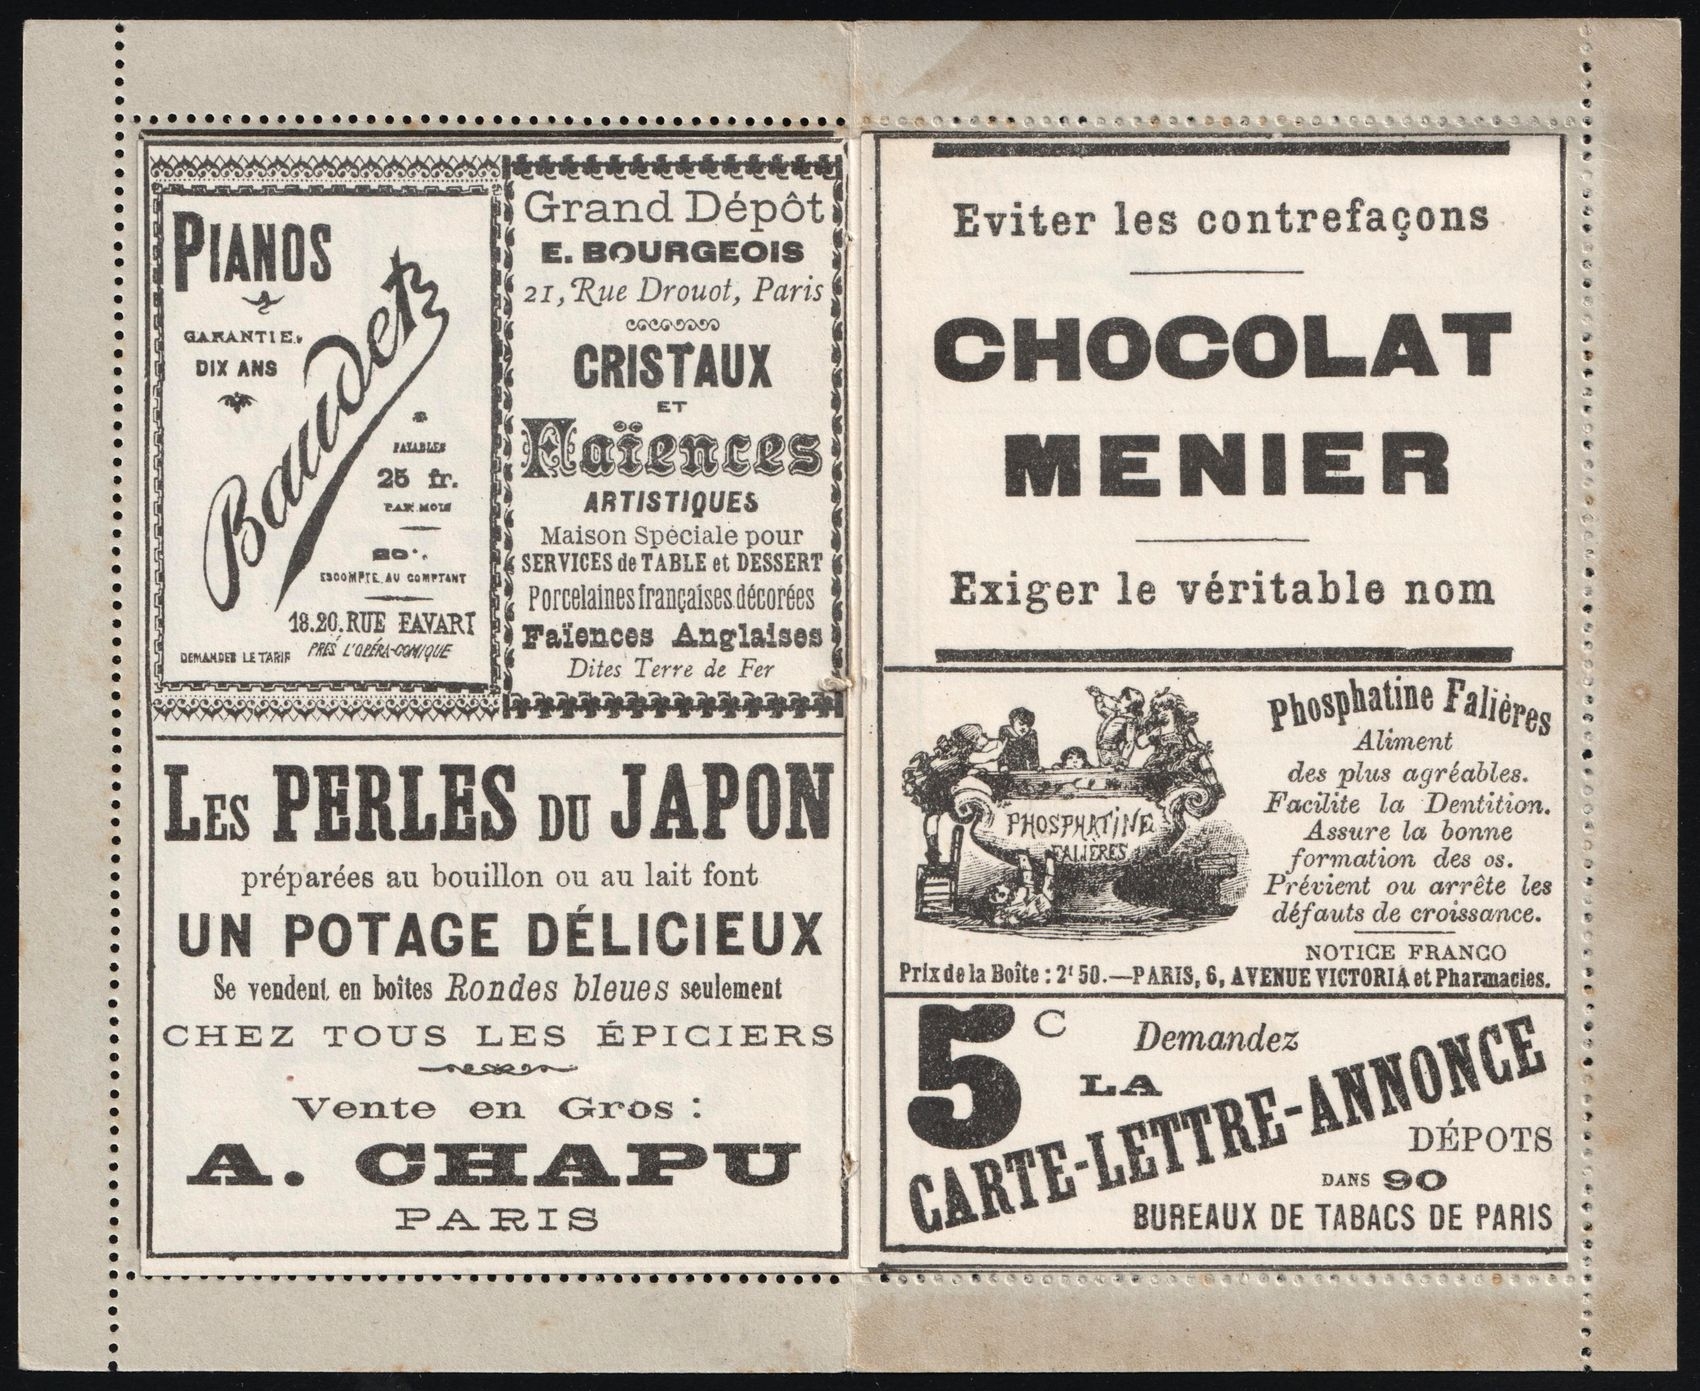 PIANOS
GARANTIE
DIX ANS
Baudet
PAYABLES
25 fr.
PAR MOIS
20%
ESCOMPTE AU COMPTANT
18.20. RUE FAVART
PRÈS L'OPÉRA-COMIQUE
DEMANDER LE TARIF
Grand Dépôt
E. BOURGEOIS
21, Rue Drouot, Paris
CRISTAUX
ET
Faïences
ARTISTIQUES
Maison Spéciale pour
SERVICES de TABLE et DESSERT
Porcelaines françaises décorées
Faïences Anglaises
Dites Terre de Fer
LES PERLES DU JAPON
préparées au bouillon ou au lait font
UN POTAGE DÉLICIEUX
Se vendent en boîtes Rondes bleues seulement
CHEZ TOUS LES ÉPICIERS
Vente en Gros :
A. CHAPU
PARIS
Eviter les contrefaçons
CHOCOLAT
MENIER
Exiger le véritable nom
PHOSPHATINE
FALIÈRES
Phosphatine Falières
Aliment
des plus agréables.
Facilite la Dentition.
Assure la bonne
formation des os.
Prévient ou arrête les
défauts de croissance.
NOTICE FRANCO
Prix de la Boîte : 2f 50.—PARIS, 6, AVENUE VICTORIA et Pharmacies.
5 C Demandez
LA
CARTE-LETTRE-ANNONCE
DÉPOTS
DANS 90
BUREAUX DE TABACS DE PARIS